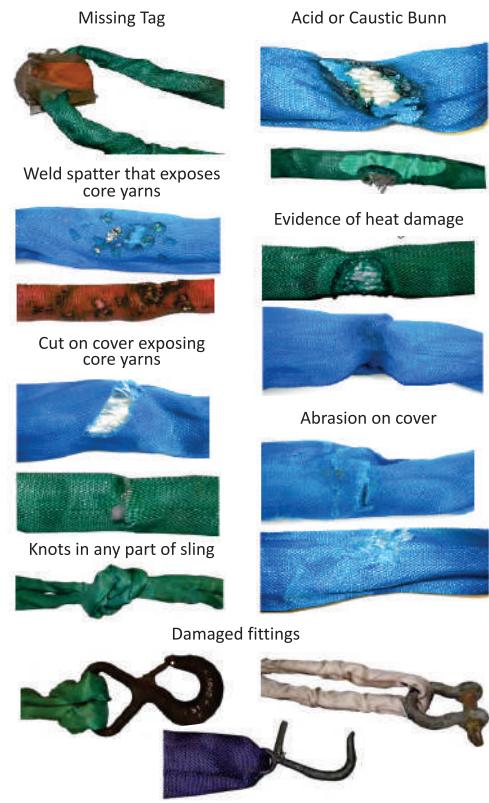 Missing Tag
Acid or Caustic Bunn
Weld spatter that exposes
core yarns
Evidence of heat damage
Cut on cover exposing
core yarns
Abrasion on cover
Knots in any part of sling
Damaged fittings